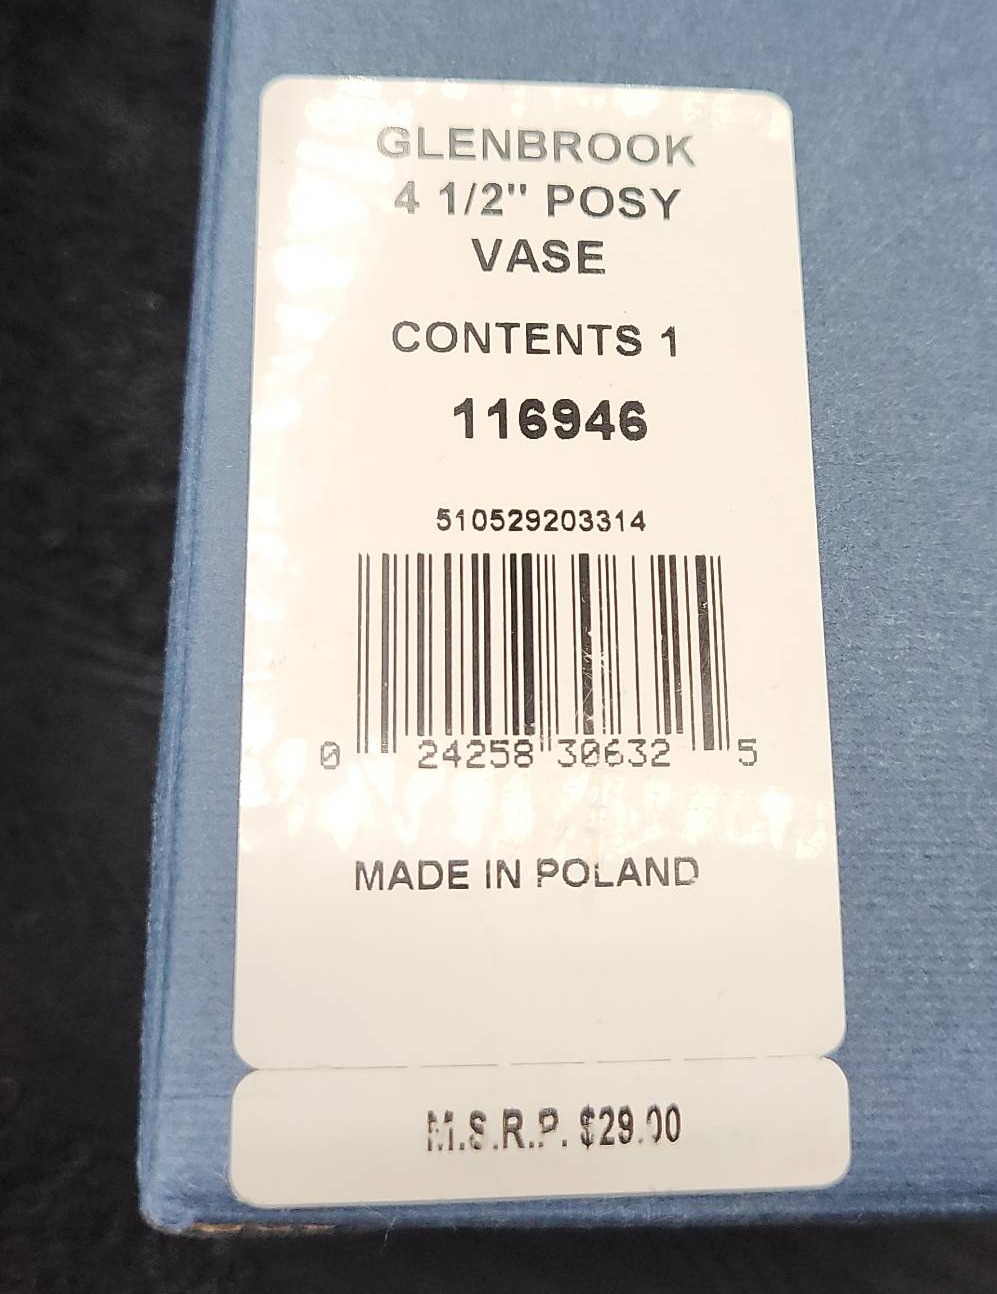 GLENBROOK
4 1/2" POSY
VASE
CONTENTS 1
116946
510529203314
0 24258 30632 5
MADE IN POLAND
M.S.R.P. $29.00